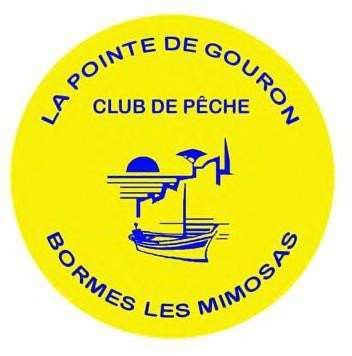 LA POINTE DE GOURON
CLUB DE PÊCHE
BORMES LES MIMOSAS